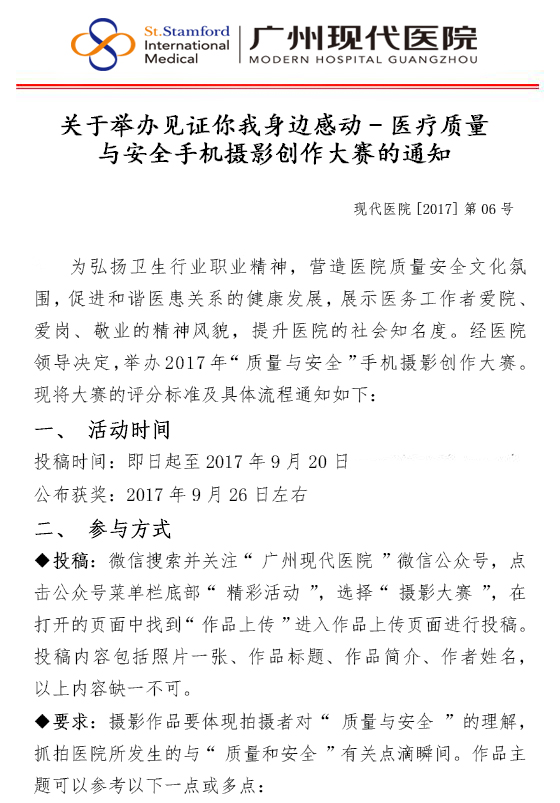 St.Stamford
International
Medical
广州现代医院
MODERN HOSPITAL GUANGZHOU
关于举办见证你我身边感动－医疗质量
与安全手机摄影创作大赛的通知
现代医院[2017]第06号
为弘扬卫生行业职业精神，营造医院质量安全文化氛
围，促进和谐医患关系的健康发展，展示医务工作者爱院、
爱岗、敬业的精神风貌，提升医院的社会知名度。经医院
领导决定，举办2017年“质量与安全”手机摄影创作大赛。
现将大赛的评分标准及具体流程通知如下：
一、 活动时间
投稿时间：即日起至2017年9月20日
公布获奖：2017年9月26日左右
二、 参与方式
◆投稿：微信搜索并关注“ 广州现代医院 ”微信公众号，点
击公众号菜单栏底部“ 精彩活动 ”，选择“ 摄影大赛 ”，在
打开的页面中找到“作品上传”进入作品上传页面进行投稿。
投稿内容包括照片一张、作品标题、作品简介、作者姓名，
以上内容缺一不可。
◆要求：摄影作品要体现拍摄者对“ 质量与安全 ”的理解，
抓拍医院所发生的与“ 质量和安全 ”有关点滴瞬间。作品主
题可以参考以下一点或多点：